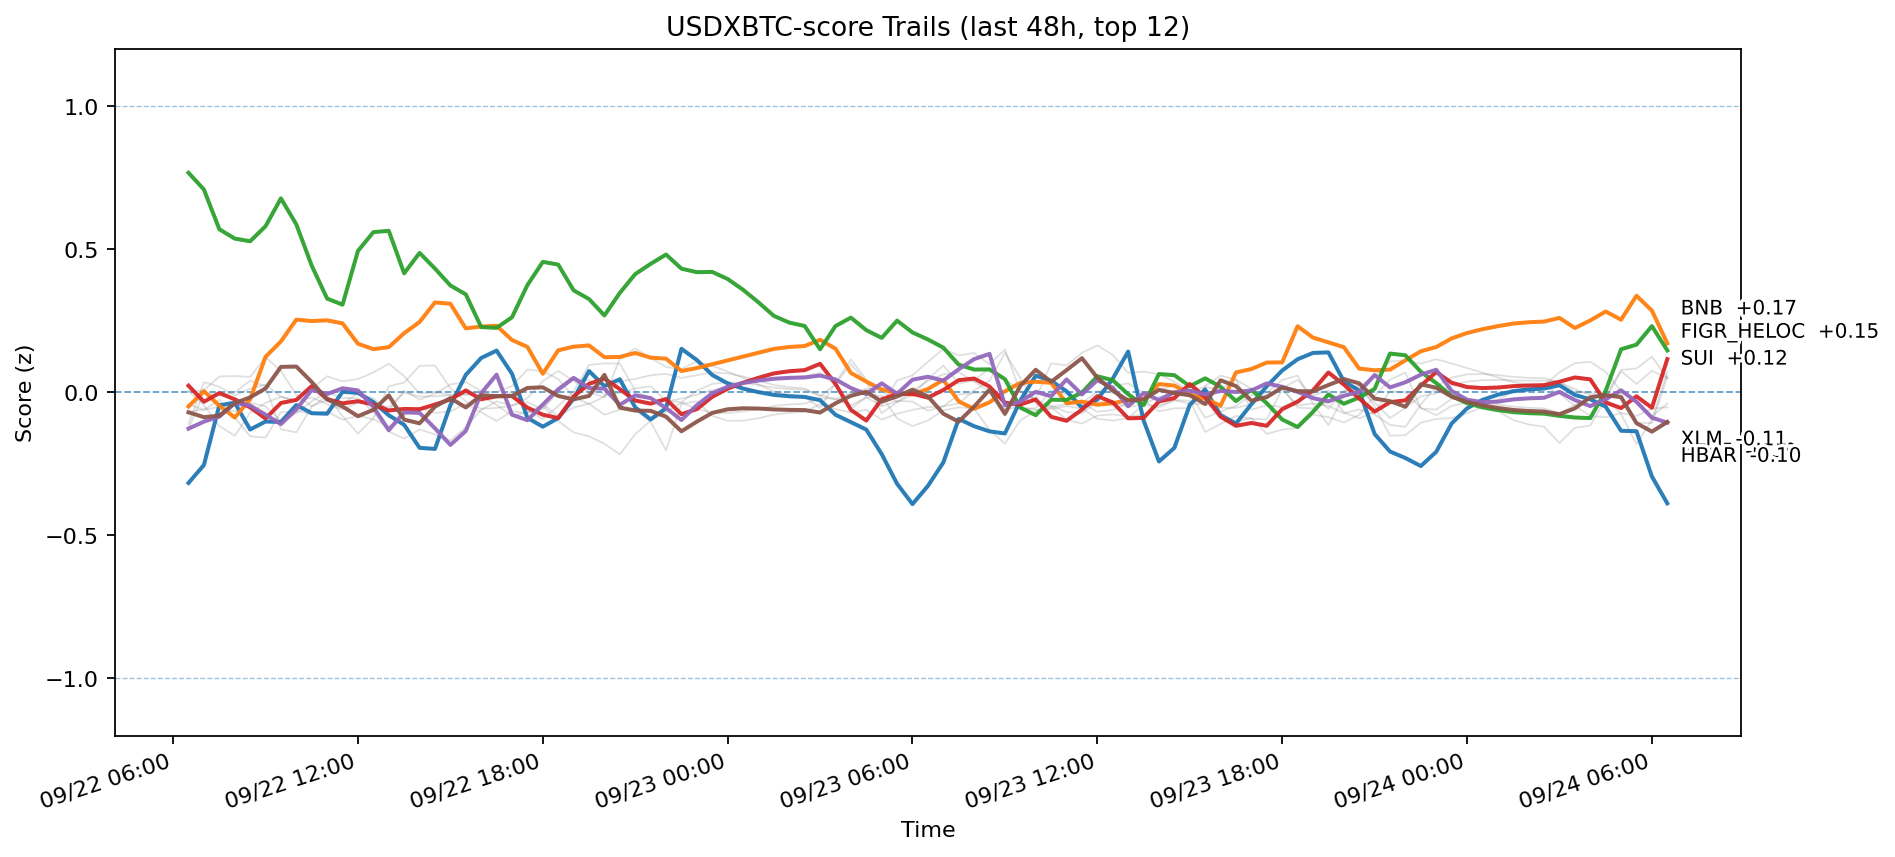 USDXBTC-score Trails (last 48h, top 12)
1.0
0.5
0.0
−0.5
−1.0
Score (z)
BNB +0.17
FIGR_HELOC +0.15
SUI +0.12
XLM -0.11
HBAR -0.10
09/22 06:00
09/22 12:00
09/22 18:00
09/23 00:00
09/23 06:00
09/23 12:00
09/23 18:00
09/24 00:00
09/24 06:00
Time